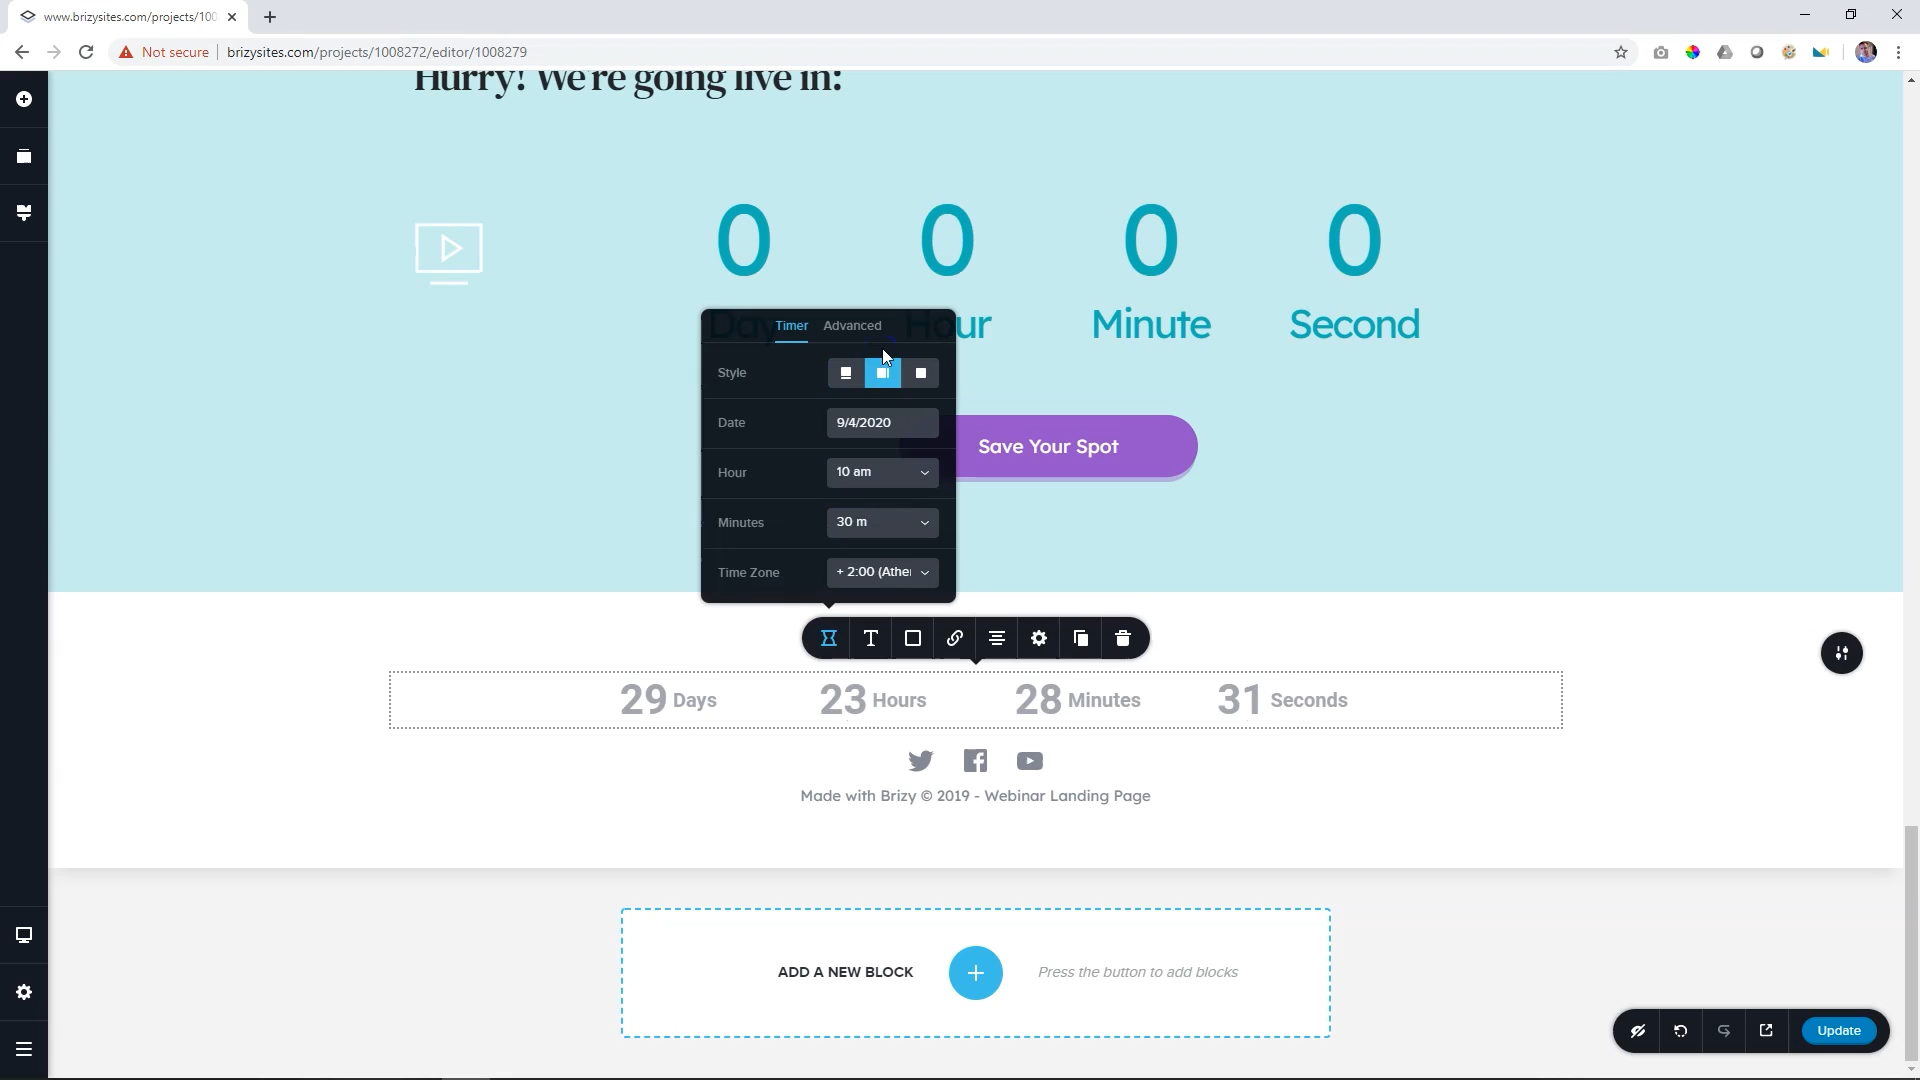 www.brizysites.com/projects/100
Not secure
brizysites.com/projects/1008272/editor/1008279
Hurry! We're going live in:
0 0 0 0
Day Hour Minute Second
Timer Advanced
Style
Date 9/4/2020
Hour 10 am
Save Your Spot
Minutes 30 m
Time Zone + 2:00 (Ather
29 Days 23 Hours 28 Minutes 31 Seconds
Made with Brizy © 2019 - Webinar Landing Page
ADD A NEW BLOCK
Press the button to add blocks
Update